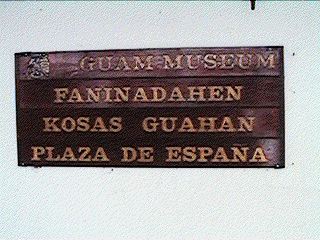 GUAM MUSEUM
FANINADAHEN
KOSAS GUAHAN
PLAZA DE ESPAÑA